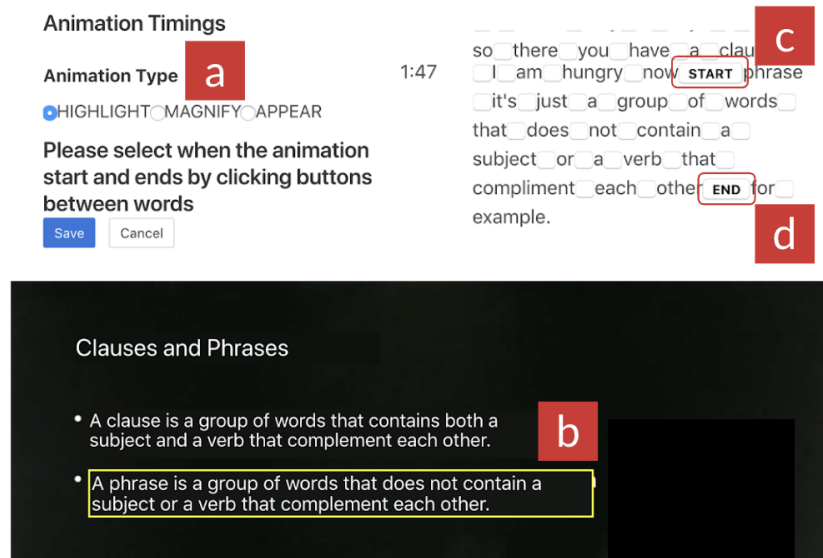 Animation Timings
Animation Type
a
HIGHLIGHT MAGNIFY APPEAR
Please select when the animation
start and ends by clicking buttons
between words
Save Cancel
1:47
c
so there you have a clau
I am hungry now START phrase
it's just a group of words
that does not contain a
subject or a verb that
compliment each other END for
example.
d
Clauses and Phrases
• A clause is a group of words that contains both a
subject and a verb that complement each other.
b
• A phrase is a group of words that does not contain a
subject or a verb that complement each other.